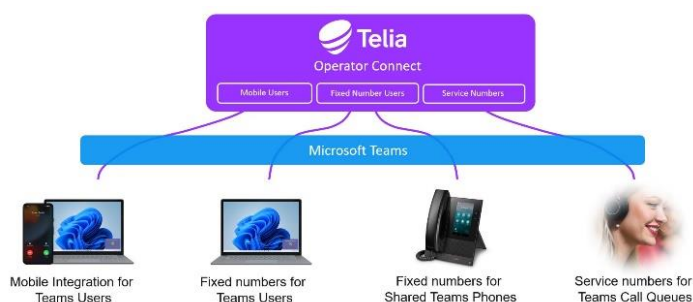 Telia
Operator Connect
Mobile Users
Fixed Number Users
Service Numbers
Microsoft Teams
Mobile Integration for
Teams Users
Fixed numbers for
Teams Users
Fixed numbers for
Shared Teams Phones
Service numbers for
Teams Call Queues